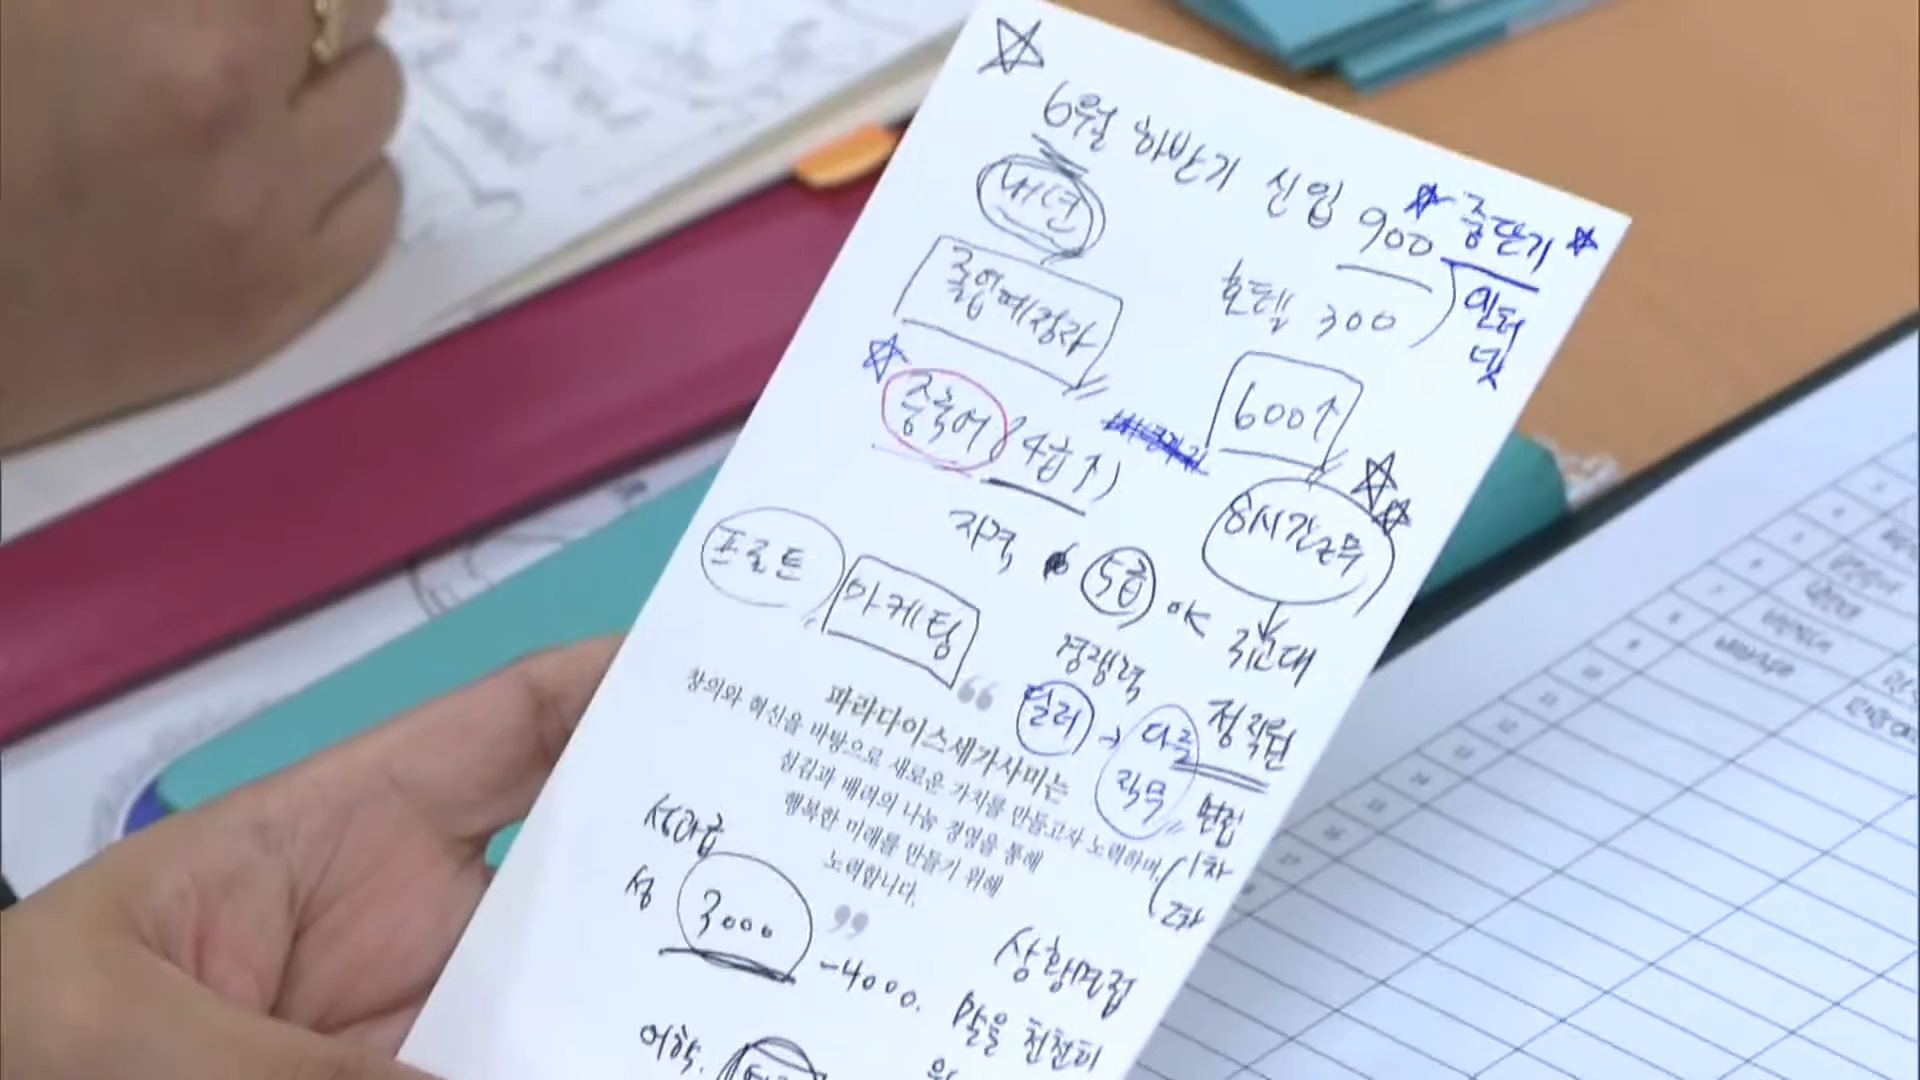 6월 하반기 신입 900
내년
중단기
호텔 300
인터
넷
졸업예정자
600↑
중국어 (4급↑)
8시간근무
자격 5급 OK
프론트
마케팅
경쟁력
정직원
딜러 → 다른
직무
면접
1차
2차
“
파라다이스세가사미는
창의와 혁신을 바탕으로 새로운 가치를 만들고자 노력하며,
섬김과 배려의 나눔 경영을 통해
행복한 미래를 만들기 위해
노력합니다.
”
3000
-4000.
상황면접
말을 천천히
어학.